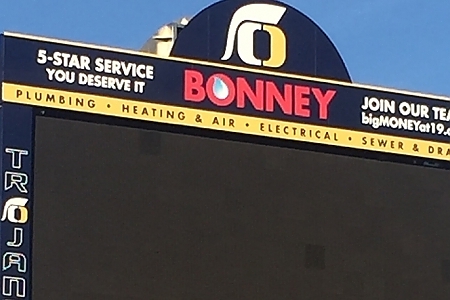 5-STAR SERVICE
YOU DESERVE IT
BONNEY
JOIN OUR TEA
bigMONEYat19.c
PLUMBING • HEATING & AIR • ELECTRICAL • SEWER & DRA
TROJAN